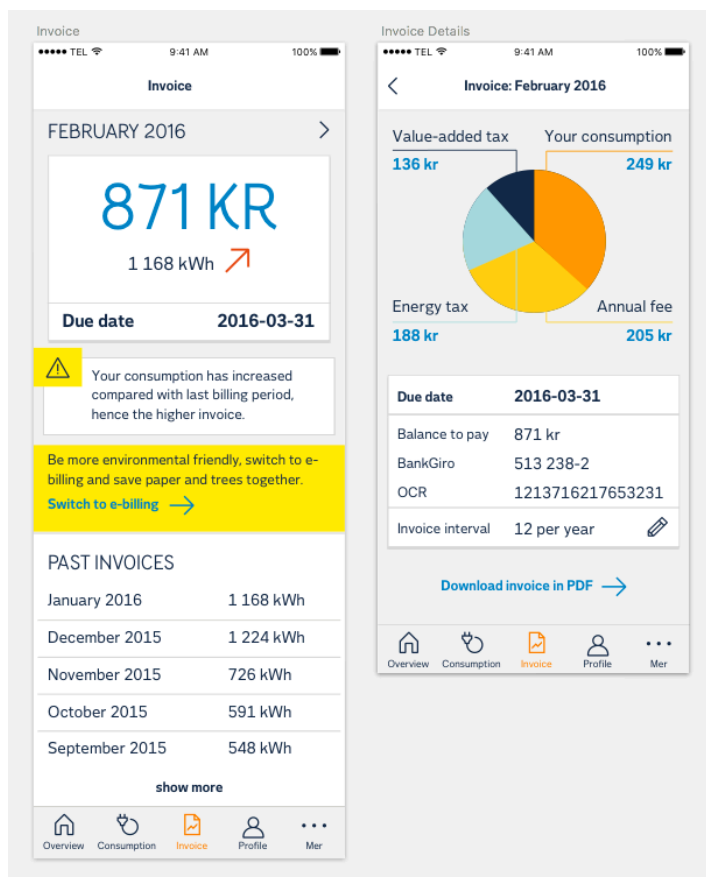 Invoice
TEL 9:41 AM 100%
Invoice
FEBRUARY 2016
871 KR
1 168 kWh
Due date 2016-03-31
Your consumption has increased
compared with last billing period,
hence the higher invoice.
Be more environmental friendly, switch to e-
billing and save paper and trees together.
Switch to e-billing
PAST INVOICES
January 2016 1 168 kWh
December 2015 1 224 kWh
November 2015 726 kWh
October 2015 591 kWh
September 2015 548 kWh
show more
Overview Consumption Invoice Profile Mer
Invoice Details
TEL 9:41 AM 100%
Invoice: February 2016
Value-added tax Your consumption
136 kr 249 kr
Energy tax Annual fee
188 kr 205 kr
Due date 2016-03-31
Balance to pay 871 kr
BankGiro 513 238-2
OCR 1213716217653231
Invoice interval 12 per year
Download invoice in PDF
Overview Consumption Invoice Profile Mer